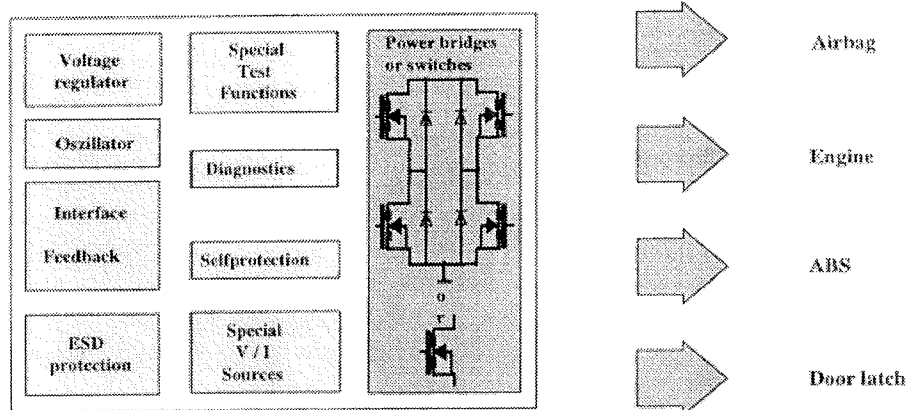 Voltage
regulator
Oszillator
Interface
Feedback
ESD
protection
Special
Test
Functions
Diagnostics
Selfprotection
Special
V / I
Sources
Power bridges
or switches
o
r
Airbag
Engine
ABS
Door latch